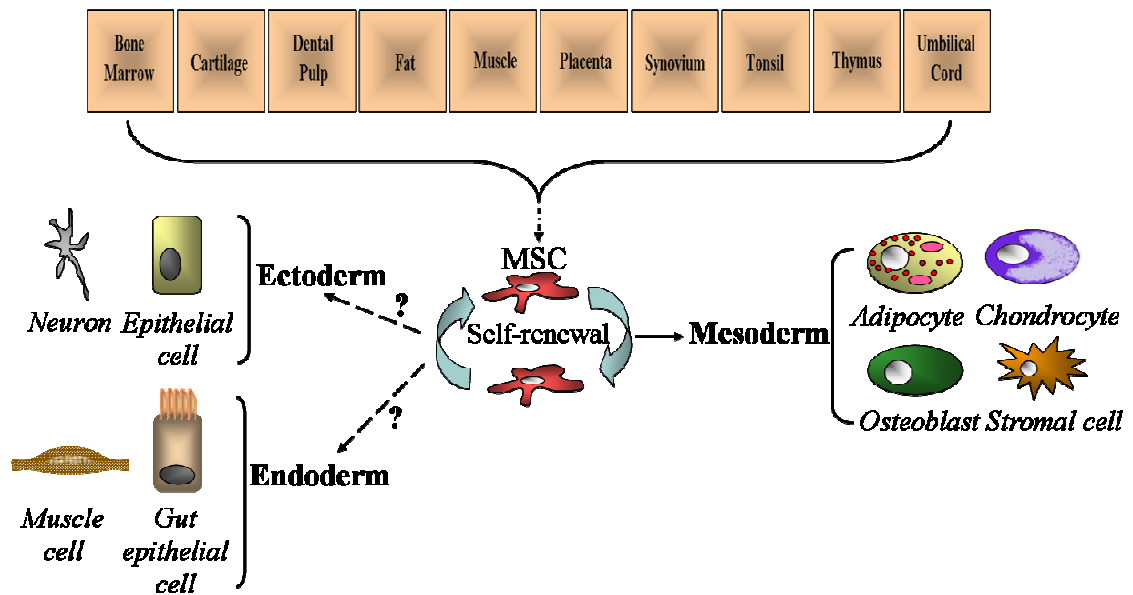 Bone
Marrow
Cartilage
Dental
Pulp
Fat
Muscle
Placenta
Synovium
Tonsil
Thymus
Umbilical
Cord
MSC
Self-renewal
?
?
Ectoderm
Neuron
Epithelial
cell
Endoderm
Muscle
cell
Gut
epithelial
cell
Mesoderm
Adipocyte
Chondrocyte
Osteoblast
Stromal cell